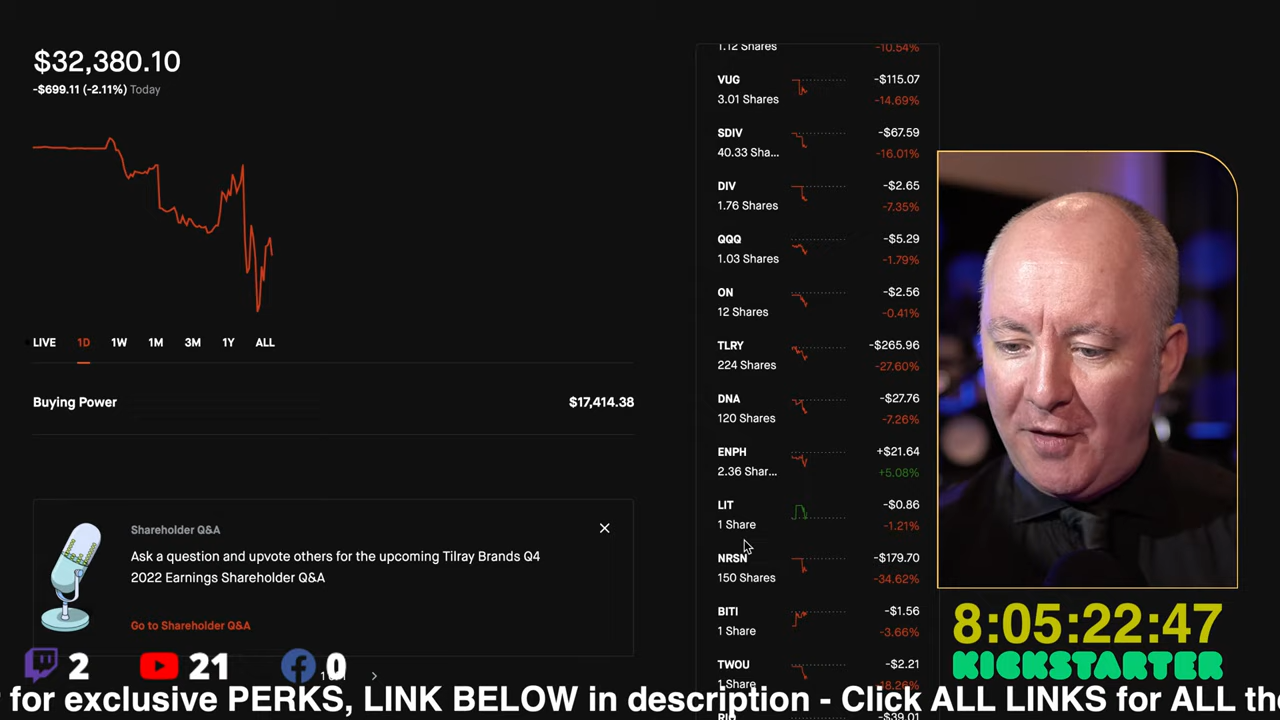 $32,380.10
-$699.11 (-2.11%) Today
LIVE 1D 1W 1M 3M 1Y ALL
Buying Power $17,414.38
Shareholder Q&A
Ask a question and upvote others for the upcoming Tilray Brands Q4
2022 Earnings Shareholder Q&A
Go to Shareholder Q&A
1.12 Shares -10.54%
VUG -$115.07
3.01 Shares -14.69%
SDIV -$67.59
40.33 Sha... -16.01%
DIV -$2.65
1.76 Shares -7.35%
QQQ -$5.29
1.03 Shares -1.79%
ON -$2.56
12 Shares -0.41%
TLRY -$265.96
224 Shares -27.60%
DNA -$27.76
120 Shares -7.26%
ENPH +$21.64
2.36 Shar... +5.08%
LIT -$0.86
1 Share -1.21%
NRSN -$179.70
150 Shares -34.62%
BITI -$1.56
1 Share -3.66%
TWOU -$2.21
1 Share -18.26%
-$39.01
8:05:22:47
KICKSTARTER
2 21 0
for exclusive PERKS, LINK BELOW in description - Click ALL LINKS for ALL